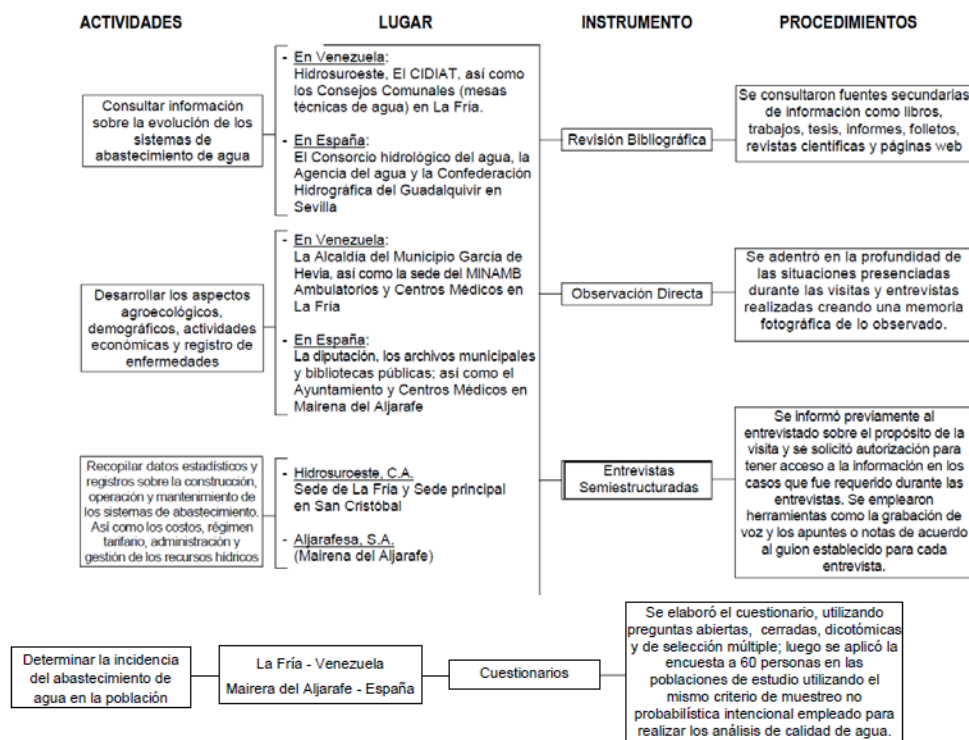 ACTIVIDADES
LUGAR
INSTRUMENTO
PROCEDIMIENTOS
Consultar información
sobre la evolución de los
sistemas de
abastecimiento de agua
- En Venezuela:
Hidrosuroeste, El CIDIAT, así como
los Consejos Comunales (mesas
técnicas de agua) en La Fría.
- En España:
El Consorcio hidrológico del agua, la
Agencia del agua y la Confederación
Hidrográfica del Guadalquivir en
Sevilla
Revisión Bibliográfica
Se consultaron fuentes secundarias
de información como libros,
trabajos, tesis, informes, folletos,
revistas científicas y páginas web
Desarrollar los aspectos
agroecológicos,
demográficos, actividades
económicas y registro de
enfermedades
- En Venezuela:
La Alcaldía del Municipio García de
Hevia, así como la sede del MINAMB
Ambulatorios y Centros Médicos en
La Fría
- En España:
La diputación, los archivos municipales
y bibliotecas públicas; así como el
Ayuntamiento y Centros Médicos en
Mairena del Aljarafe
Observación Directa
Se adentró en la profundidad de
las situaciones presenciadas
durante las visitas y entrevistas
realizadas creando una memoria
fotográfica de lo observado.
Recopilar datos estadísticos y
registros sobre la construcción,
operación y mantenimiento de
los sistemas de abastecimiento.
Así como los costos, régimen
tarifario, administración y
gestión de los recursos hídricos
- Hidrosuroeste, C.A.
Sede de La Fría y Sede principal
en San Cristóbal
- Aljarafesa, S.A.
(Mairena del Aljarafe)
Entrevistas
Semiestructuradas
Se informó previamente al
entrevistado sobre el propósito de la
visita y se solicitó autorización para
tener acceso a la información en los
casos que fue requerido durante las
entrevistas. Se emplearon
herramientas como la grabación de
voz y los apuntes o notas de acuerdo
al guion establecido para cada
entrevista.
Determinar la incidencia
del abastecimiento de
agua en la población
La Fría - Venezuela
Mairera del Aljarafe - España
Cuestionarios
Se elaboró el cuestionario, utilizando
preguntas abiertas, cerradas, dicotómicas
y de selección múltiple; luego se aplicó la
encuesta a 60 personas en las
poblaciones de estudio utilizando el
mismo criterio de muestreo no
probabilística intencional empleado para
realizar los análisis de calidad de agua.